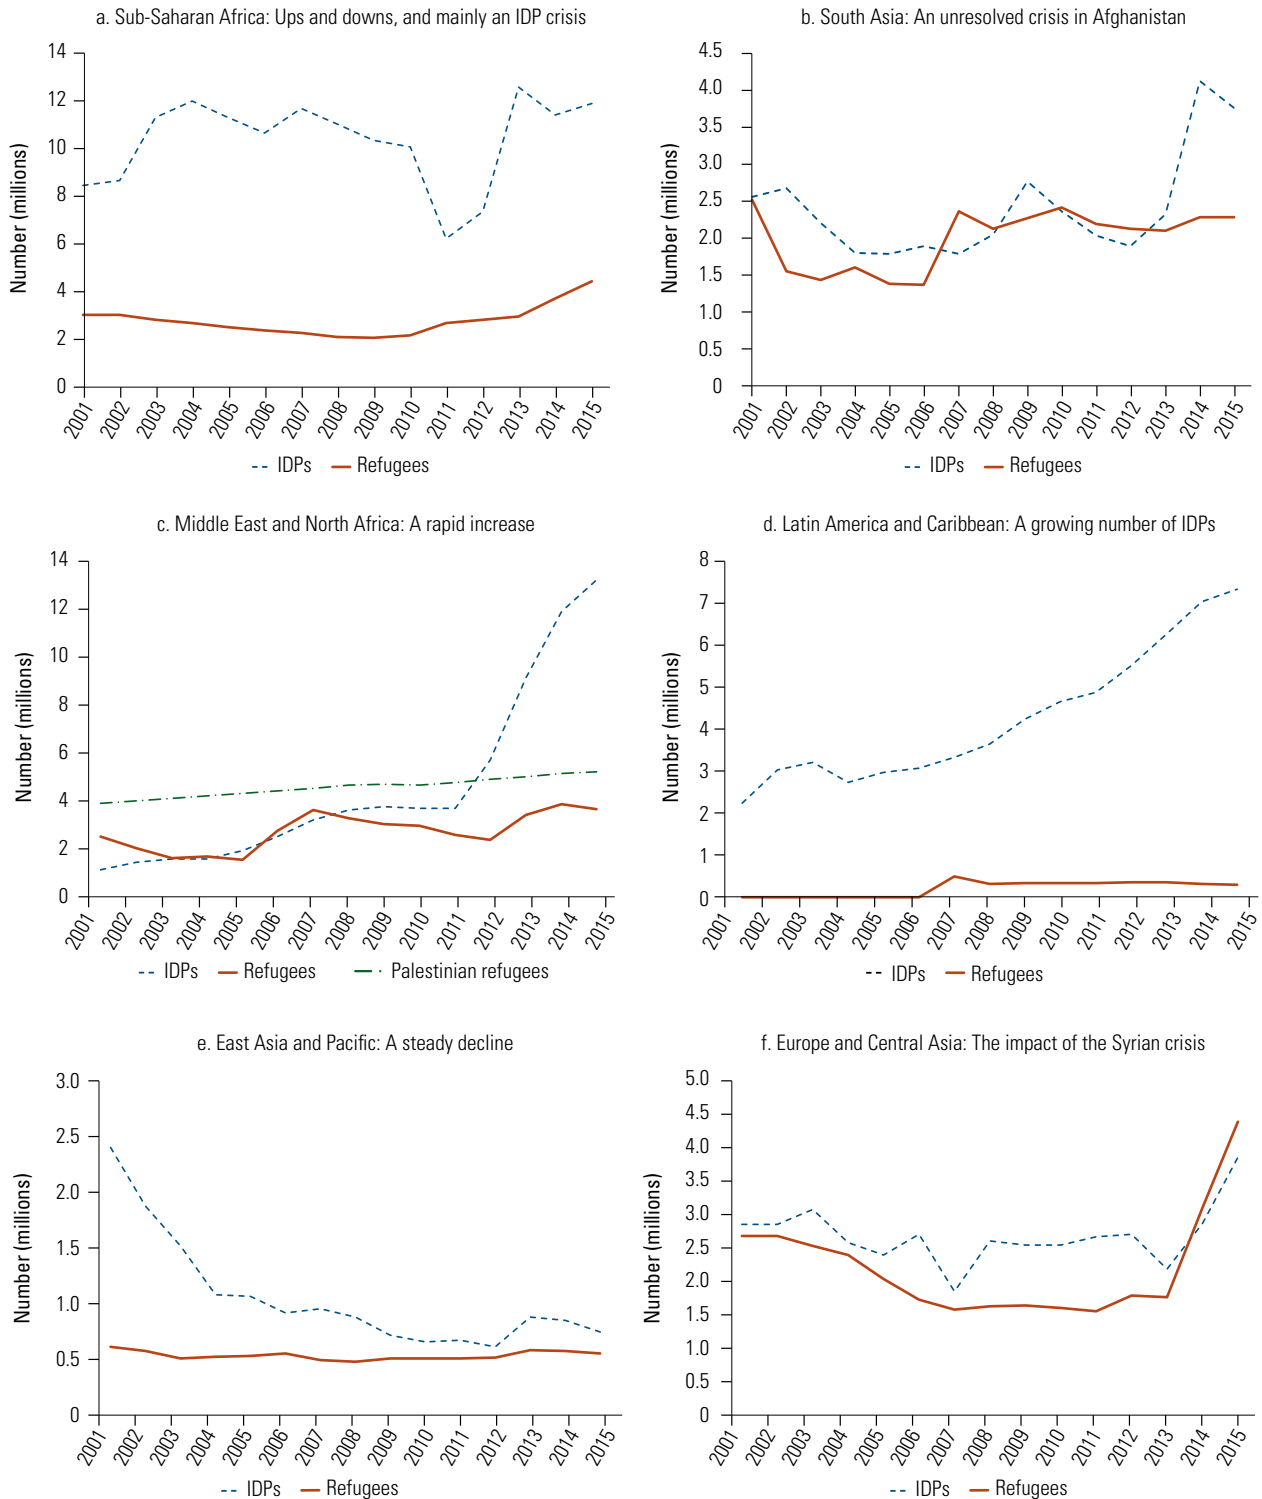 a. Sub-Saharan Africa: Ups and downs, and mainly an IDP crisis
Number (millions)
14
12
10
8
6
4
2
0
2001 2002 2003 2004 2005 2006 2007 2008 2009 2010 2011 2012 2013 2014 2015
IDPs Refugees
b. South Asia: An unresolved crisis in Afghanistan
Number (millions)
4.5
4.0
3.5
3.0
2.5
2.0
1.5
1.0
0.5
0
2001 2002 2003 2004 2005 2006 2007 2008 2009 2010 2011 2012 2013 2014 2015
IDPs Refugees
c. Middle East and North Africa: A rapid increase
Number (millions)
14
12
10
8
6
4
2
0
2001 2002 2003 2004 2005 2006 2007 2008 2009 2010 2011 2012 2013 2014 2015
IDPs Refugees Palestinian refugees
d. Latin America and Caribbean: A growing number of IDPs
Number (millions)
8
7
6
5
4
3
2
1
0
2001 2002 2003 2004 2005 2006 2007 2008 2009 2010 2011 2012 2013 2014 2015
IDPs Refugees
e. East Asia and Pacific: A steady decline
Number (millions)
3.0
2.5
2.0
1.5
1.0
0.5
0
2001 2002 2003 2004 2005 2006 2007 2008 2009 2010 2011 2012 2013 2014 2015
IDPs Refugees
f. Europe and Central Asia: The impact of the Syrian crisis
Number (millions)
5.0
4.5
4.0
3.5
3.0
2.5
2.0
1.5
1.0
0.5
0
2001 2002 2003 2004 2005 2006 2007 2008 2009 2010 2011 2012 2013 2014 2015
IDPs Refugees